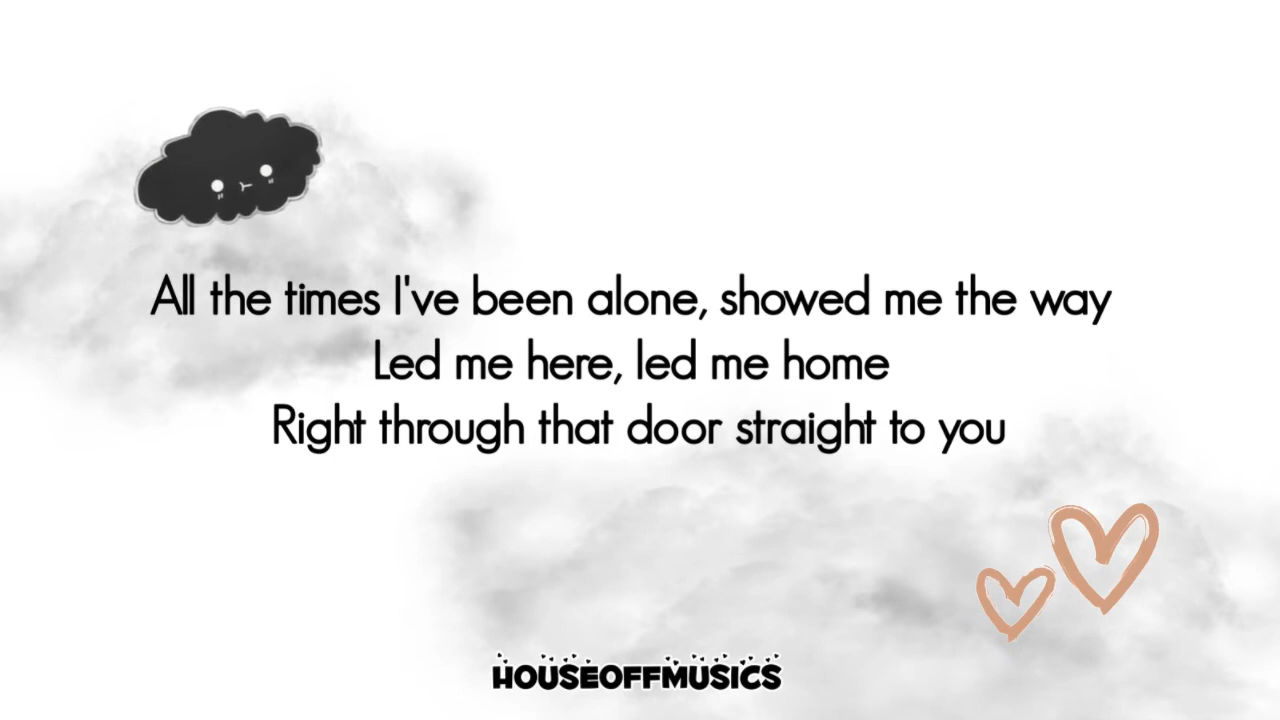 All the times I've been alone, showed me the way
Led me here, led me home
Right through that door straight to you
HOUSEOFFMUSICS